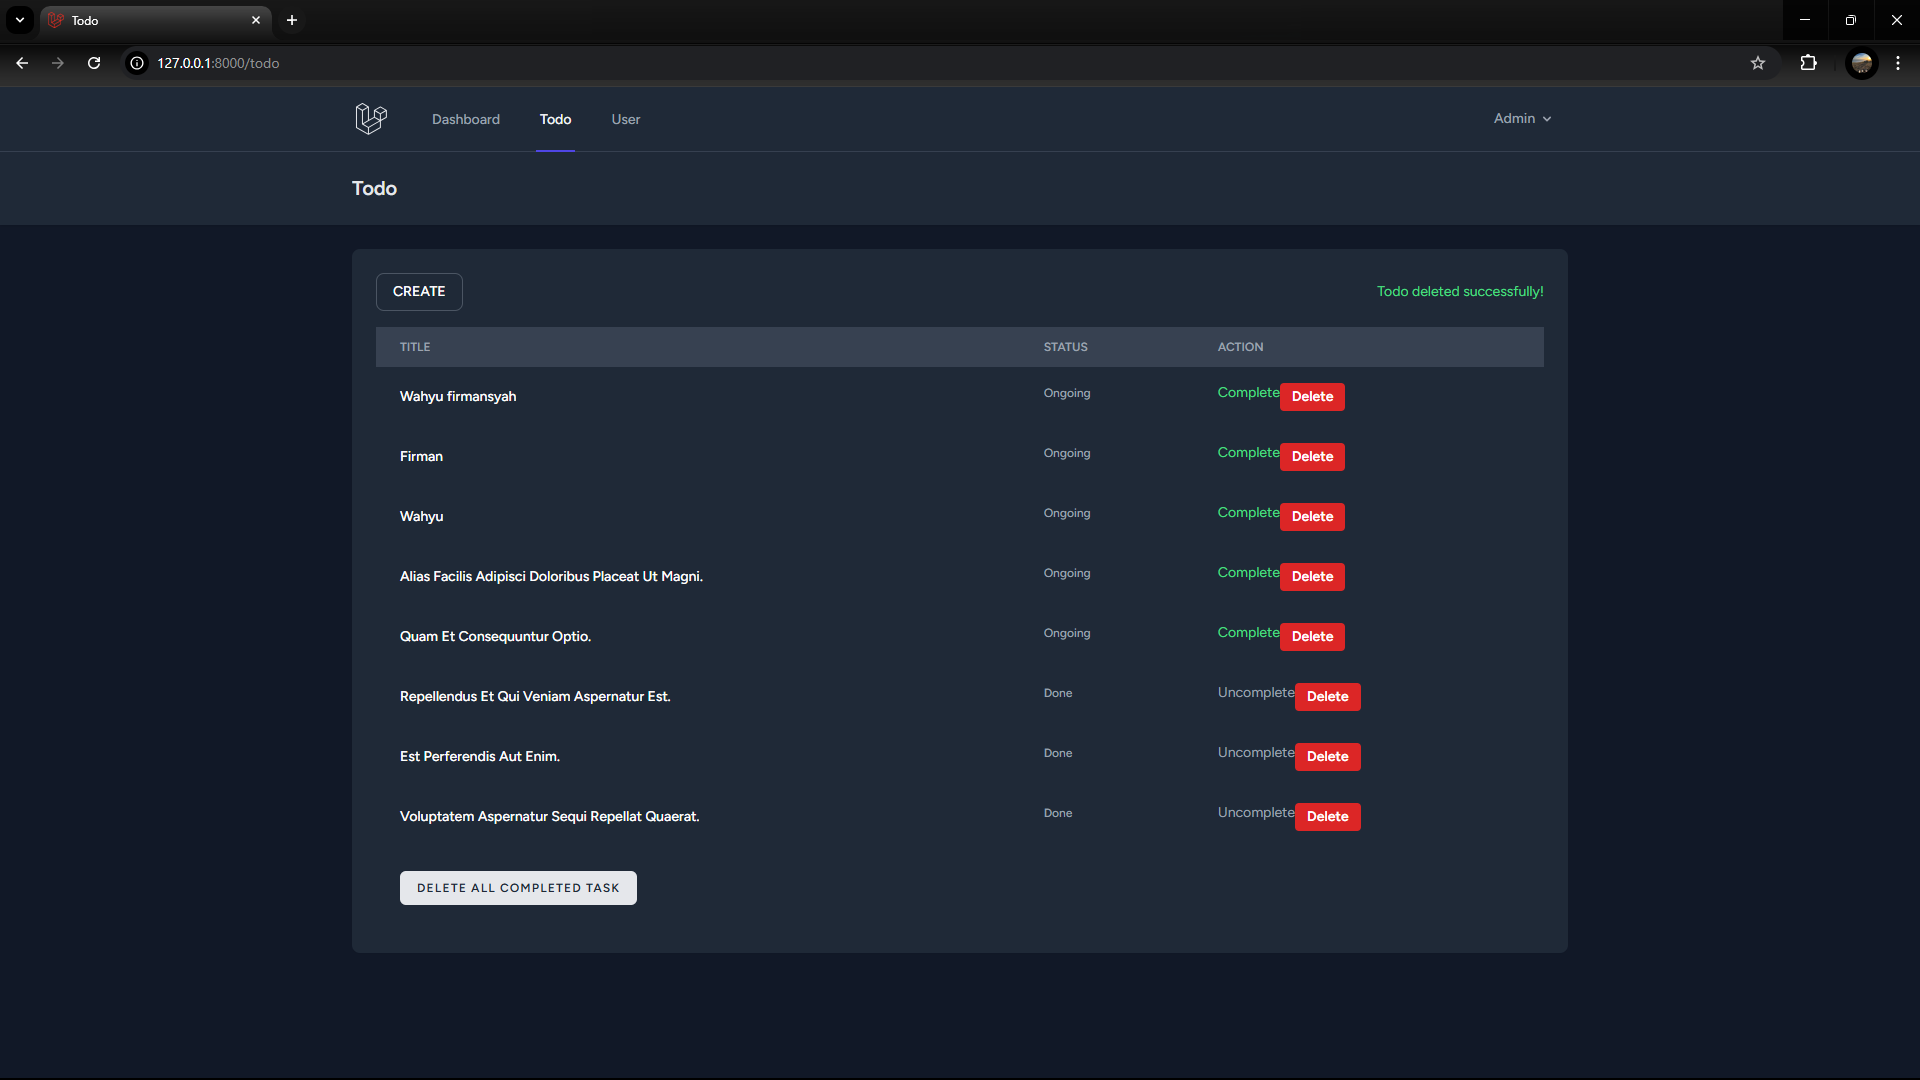 Todo
127.0.0.1:8000/todo
Dashboard Todo User Admin
Todo
CREATE Todo deleted successfully!
TITLE STATUS ACTION
Wahyu firmansyah Ongoing Complete Delete
Firman Ongoing Complete Delete
Wahyu Ongoing Complete Delete
Alias Facilis Adipisci Doloribus Placeat Ut Magni. Ongoing Complete Delete
Quam Et Consequuntur Optio. Ongoing Complete Delete
Repellendus Et Qui Veniam Aspernatur Est. Done Uncomplete Delete
Est Perferendis Aut Enim. Done Uncomplete Delete
Voluptatem Aspernatur Sequi Repellat Quaerat. Done Uncomplete Delete
DELETE ALL COMPLETED TASK